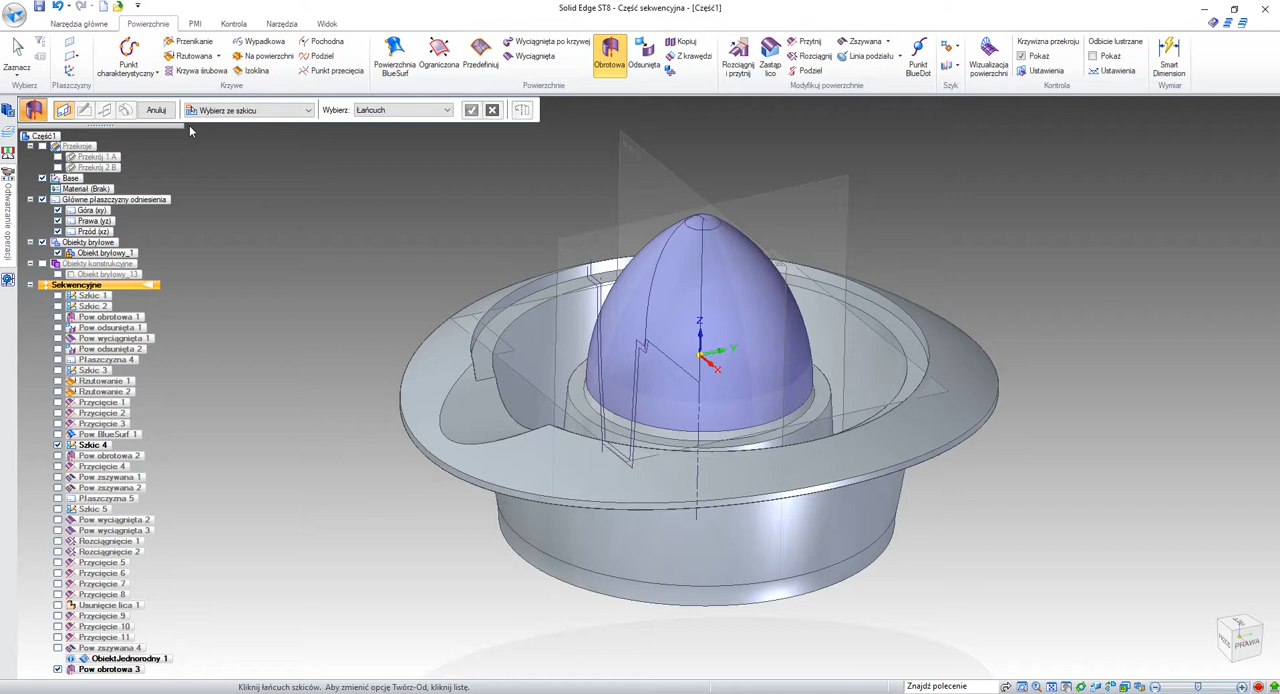 Solid Edge ST8 - Część sekwencyjna - [Część1]
Narzędzia główne Powierzchnie PMI Kontrola Narzędzia Widok
Zaznacz
Wybierz
Płaszczyzny
Punkt charakterystyczny
Przenikanie
Rzutowana
Krzywa śrubowa
Wypadkowa
Na powierzchni
Izoklina
Pochodna
Podziel
Punkt przecięcia
Krzywe
Powierzchnia BlueSurf
Ograniczona
Przedefiniuj
Wyciągnięta po krzywej
Wyciągnięta
Obrotowa
Odsunięta
Kopiuj
Z krawędzi
Powierzchnie
Rozciągnij i przytnij
Zastąp lico
Przytnij
Rozciągnij
Podziel
Zszywana
Linia podziału
Punkt BlueDot
Modyfikuj powierzchnie
Szyk
Wizualizacja powierzchni
Krzywizna przekroju
Pokaż
Ustawienia
Odbicie lustrzane
Pokaż
Ustawienia
Kontrola
Smart Dimension
Wymiar
Anuluj Wybierz ze szkicu Wybierz: Łańcuch
Odtwarzanie operacji
Część1
Przekroje
Przekrój 1 A
Przekrój 2 B
Base
Materiał (Brak)
Główne płaszczyzny odniesienia
Góra (xy)
Prawa (yz)
Przód (xz)
Obiekty bryłowe
Obiekt bryłowy_1
Obiekty konstrukcyjne
Obiekt bryłowy_13
Sekwencyjne
Szkic 1
Szkic 2
Pow obrotowa 1
Pow odsunięta 1
Pow wyciągnięta 1
Pow odsunięta 2
Płaszczyzna 4
Szkic 3
Rzutowanie 1
Rzutowanie 2
Przycięcie 1
Przycięcie 2
Przycięcie 3
Pow BlueSurf 1
Szkic 4
Pow obrotowa 2
Przycięcie 4
Pow zszywana 1
Pow zszywana 2
Płaszczyzna 5
Szkic 5
Pow wyciągnięta 2
Pow wyciągnięta 3
Rozciągnięcie 1
Rozciągnięcie 2
Przycięcie 5
Przycięcie 6
Przycięcie 7
Przycięcie 8
Usunięcie lica 1
Przycięcie 9
Przycięcie 10
Przycięcie 11
Pow zszywana 4
ObiektJednorodny 1
Pow obrotowa 3
Z
Y
X
PRAWA
Kliknij łańcuch szkiców. Aby zmienić opcję Twórz-Od, kliknij listę.
Znajdź polecenie